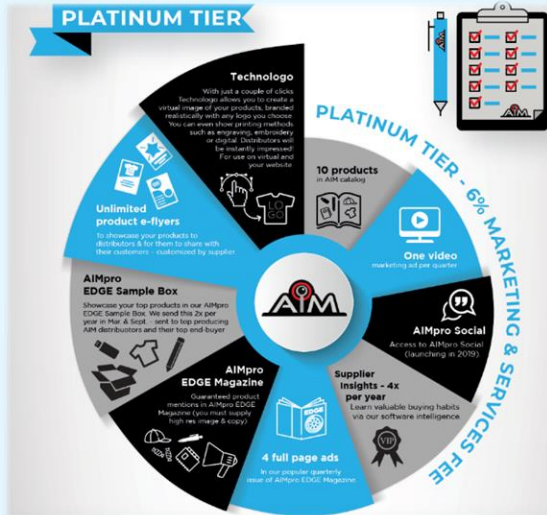 PLATINUM TIER
AIM
PLATINUM TIER - 6% MARKETING & SERVICES FEE
Technologo
With just a couple of clicks
Technologo allows you to create a
virtual image of your products, branded
realistically with any logo you choose.
You can even show printing methods
such as engraving, embroidery
or digital. Distributors will
be instantly impressed!
For use on virtual and
your website.
LO
GO
10 products
in AIM catalog
One video
marketing ad per quarter
AIMpro Social
Access to AIMpro Social
(launching in 2019).
Supplier
Insights - 4x
per year
Learn valuable buying habits
via our software intelligence.
VIP
EDGE
4 full page ads
In our popular quarterly
issue of AIMpro EDGE Magazine.
AIMpro
EDGE Magazine
Guaranteed product
mentions in AIMpro EDGE
Magazine (you must supply
high res image & copy)
AIMpro
EDGE Sample Box
Showcase your top products in our AIMpro
EDGE Sample Box. We send this 2x per
year in Mar. & Sept. - sent to top producing
AIM distributors and their top end-buyer
Unlimited
product e-flyers
To showcase your products to
distributors & for them to share with
their customers - customized by supplier.
AIM